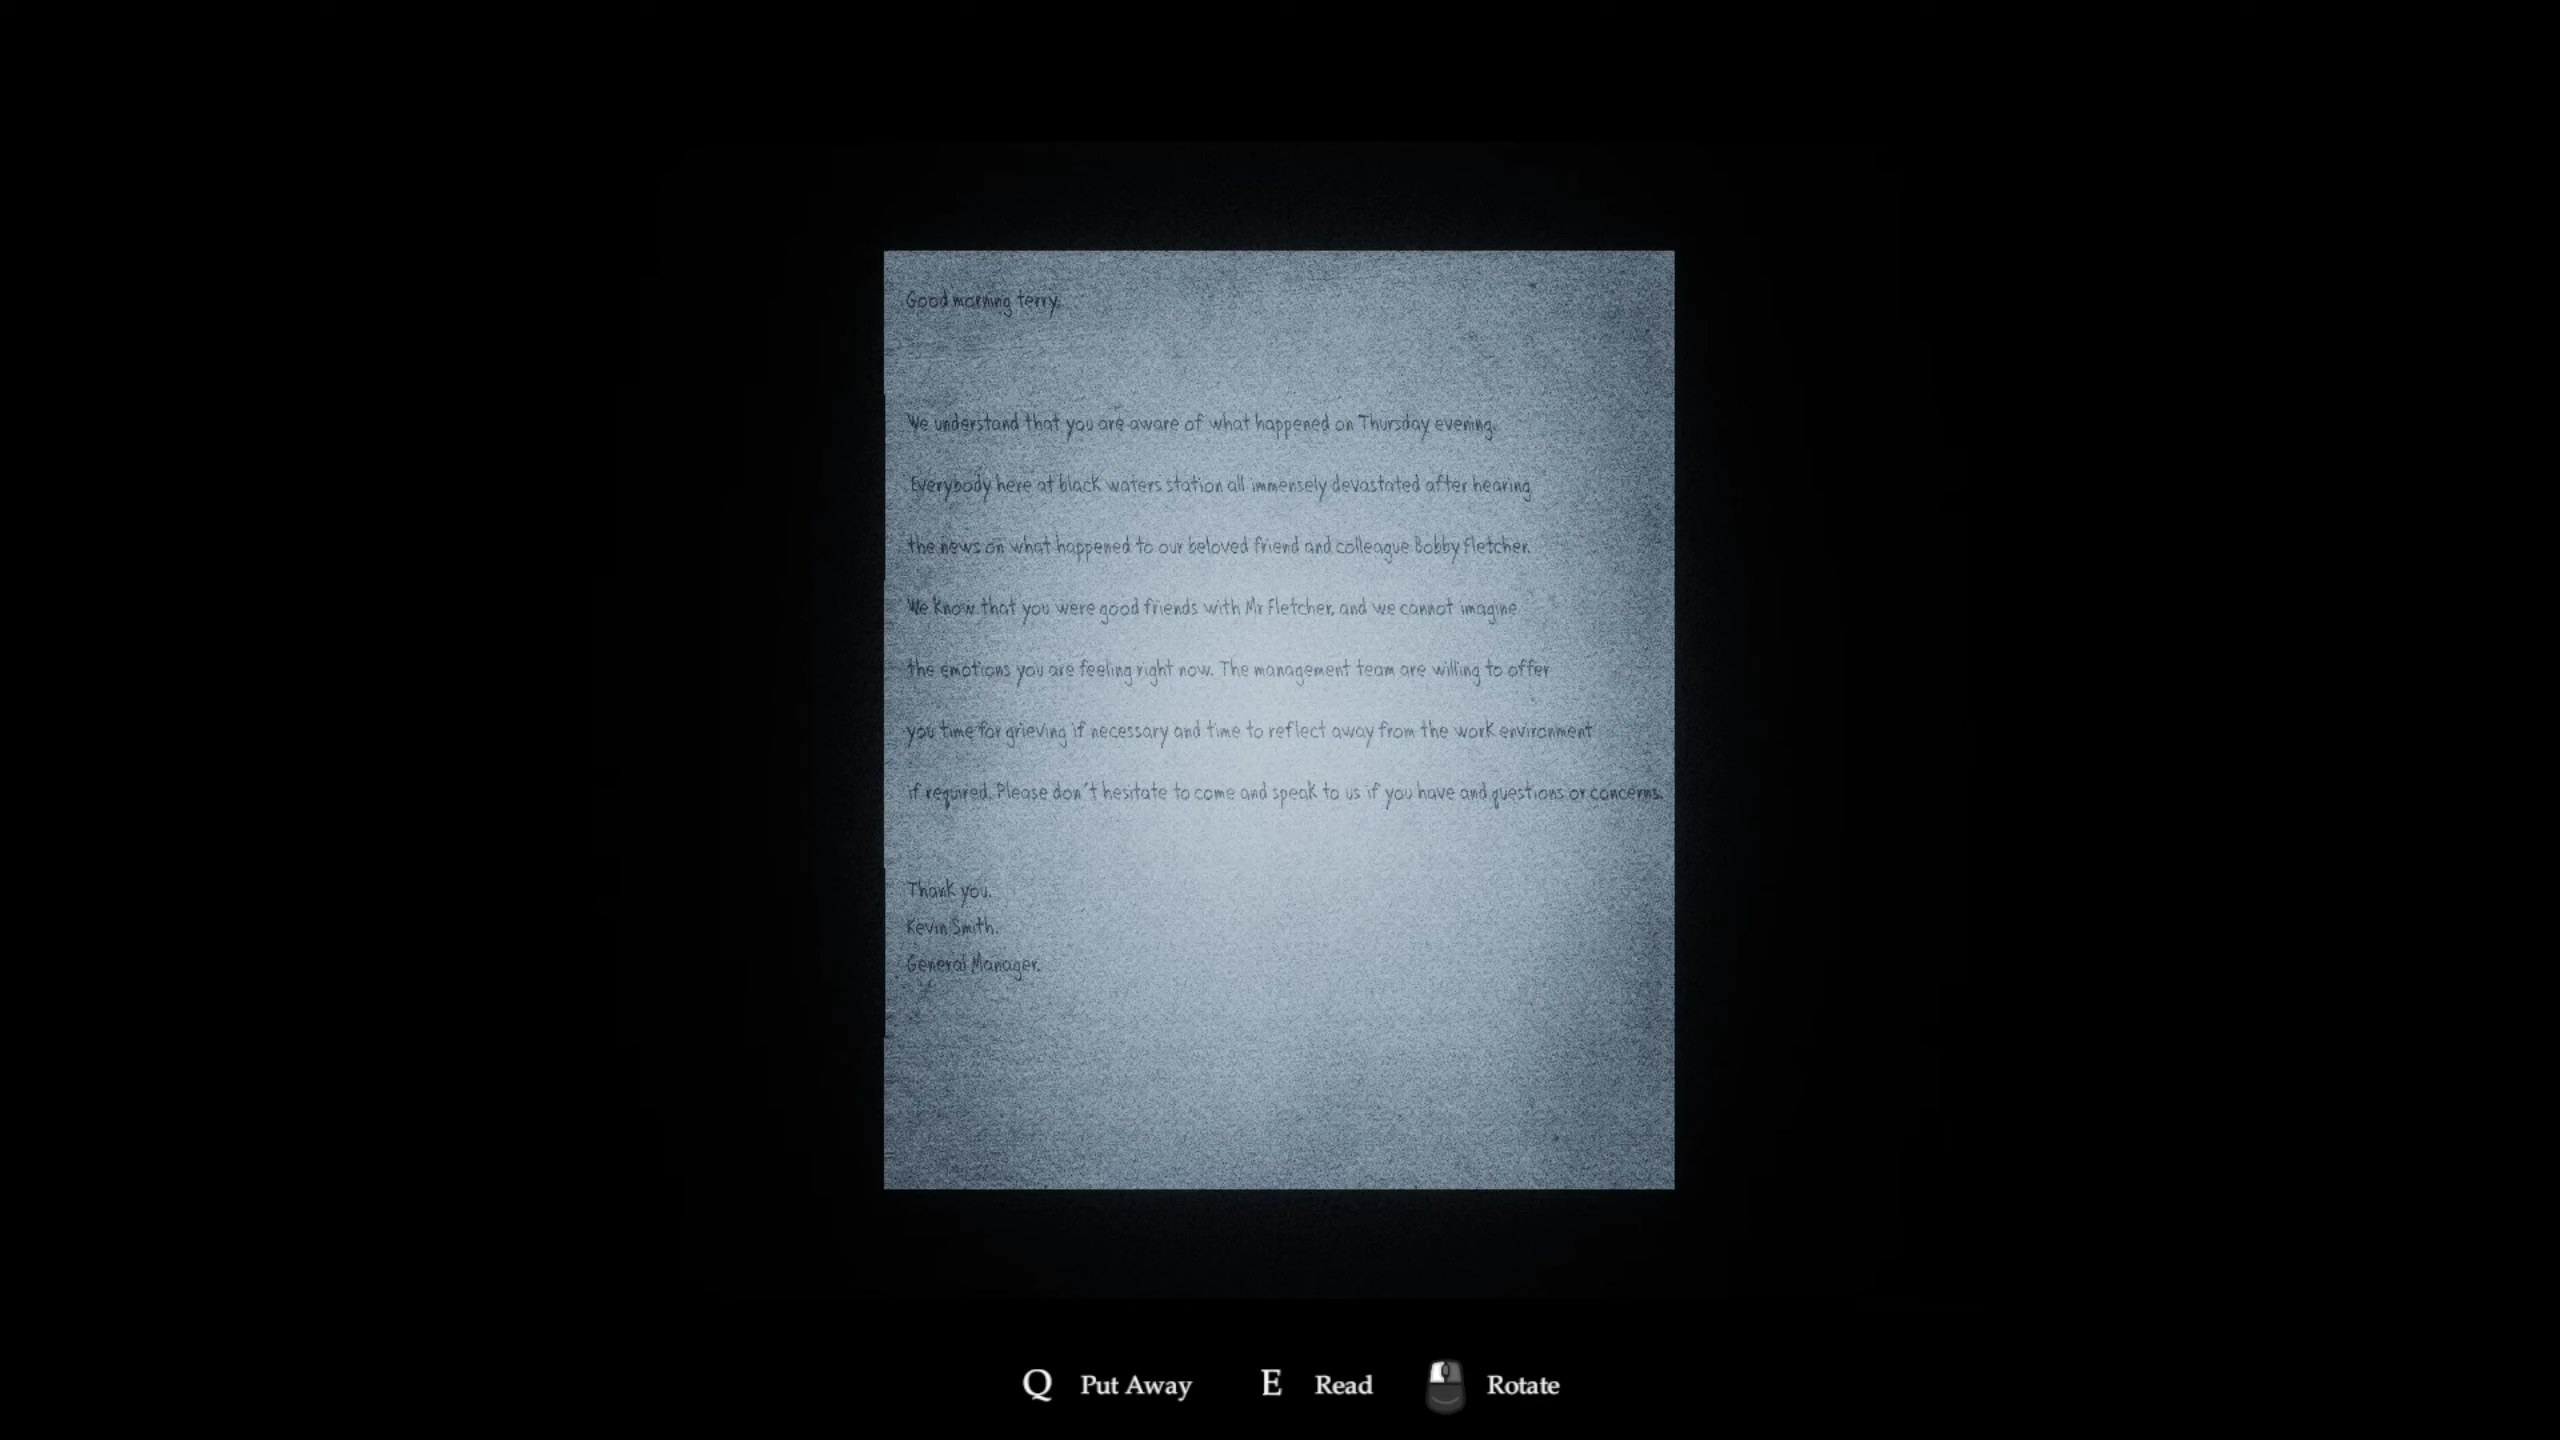 Good morning terry,
We understand that you are aware of what happened on Thursday evening.
Everybody here at black waters station all immensely devastated after hearing
the news on what happened to our beloved friend and colleague Bobby Fletcher.
We know that you were good friends with Mr Fletcher, and we cannot imagine
the emotions you are feeling right now. The management team are willing to offer
you time for grieving if necessary and time to reflect away from the work environment
if required. Please don't hesitate to come and speak to us if you have and questions or concerns.
Thank you.
Kevin Smith.
General Manager.
Q Put Away E Read Rotate